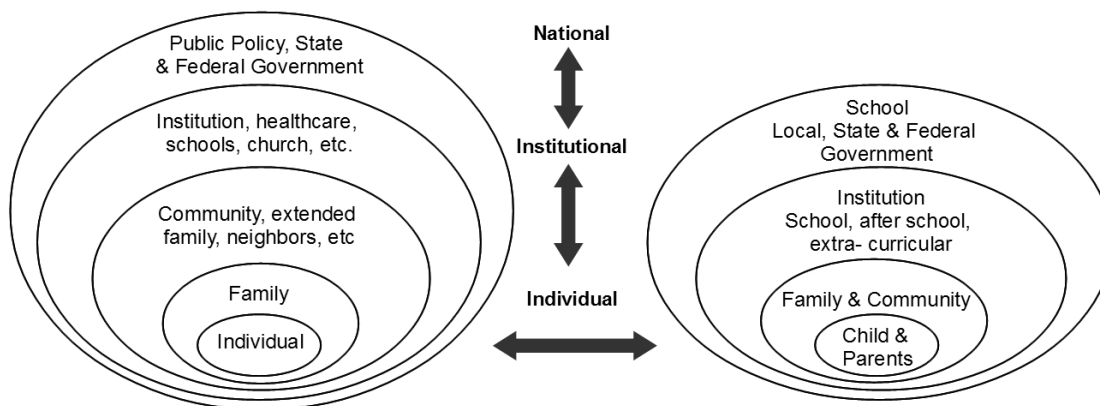 Public Policy, State
& Federal Government
Institution, healthcare,
schools, church, etc.
Community, extended
family, neighbors, etc
Family
Individual
National
Institutional
Individual
School
Local, State & Federal
Government
Institution
School, after school,
extra- curricular
Family & Community
Child &
Parents